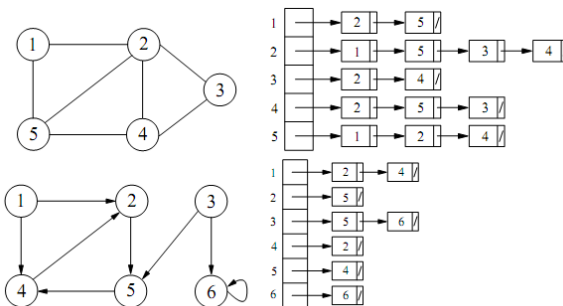 1 2 3 5 4
1 2 5 /
2 1 5 3 4
3 2 4 /
4 2 5 3 /
5 1 2 4 /
1 2 3 4 5 6
1 2 4 /
2 5 /
3 5 6 /
4 2 /
5 4 /
6 6 /